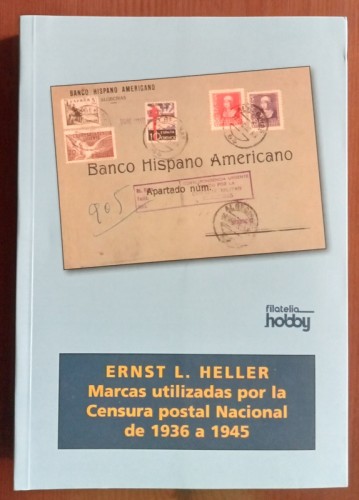 BANCO HISPANO AMERICANO
Banco Hispano Americano
Apartado núm.
905
filatelia
hobby
ERNST L. HELLER
Marcas utilizadas por la
Censura postal Nacional
de 1936 a 1945